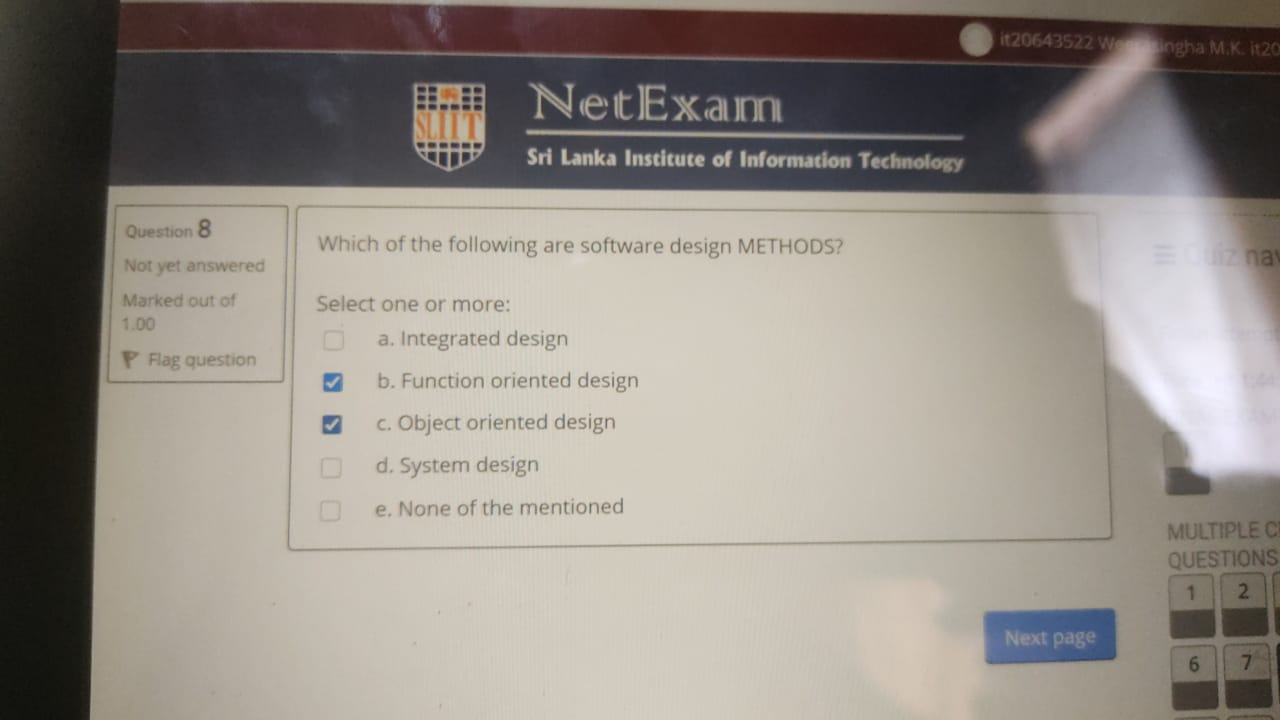 it20643522 We singha M.K. it20
SLIIT
NetExam
Sri Lanka Institute of Information Technology
Question 8
Not yet answered
Marked out of
1.00
Flag question
Which of the following are software design METHODS?
Select one or more:
a. Integrated design
b. Function oriented design
c. Object oriented design
d. System design
e. None of the mentioned
Next page
Quiz nav
MULTIPLE C
QUESTIONS
1 2
6 7